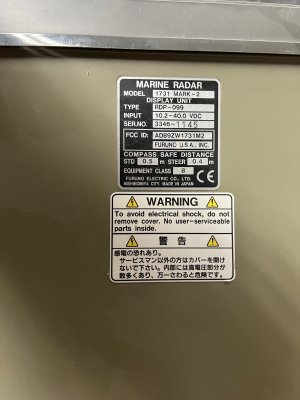 MARINE RADAR
MODEL 1731 MARK-2
DISPLAY UNIT
TYPE RDP-099
INPUT 10.2-40.0 VDC
SER.NO. 3346-1145
FCC ID: ADB9ZW1731M2
FURUNO U.S.A., INC.
COMPASS SAFE DISTANCE
STD 0.5 m STEER 0.4 m
EQUIPMENT CLASS B
FURUNO ELECTRIC CO., LTD.
NISHINOMIYA CITY, MADE IN JAPAN
WARNING
To avoid electrical shock, do not
remove cover. No user-serviceable
parts inside.
警告
感電の恐れあり。
サービスマン以外の方はカバーを開け
ないで下さい。内部には高電圧部分が
数多くあり、万一さわると危険です。